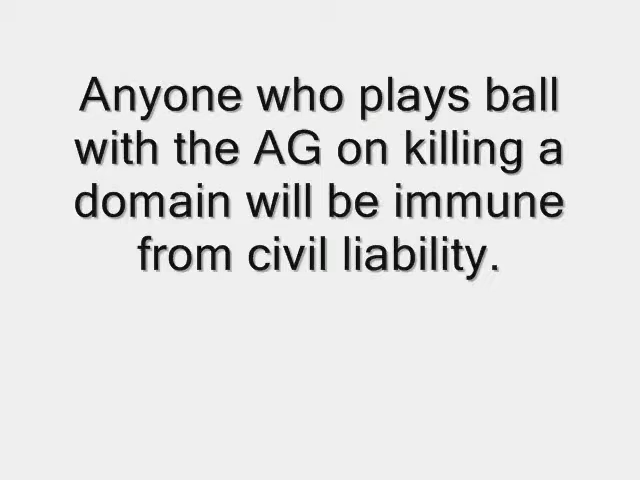 Anyone who plays ball
with the AG on killing a
domain will be immune
from civil liability.